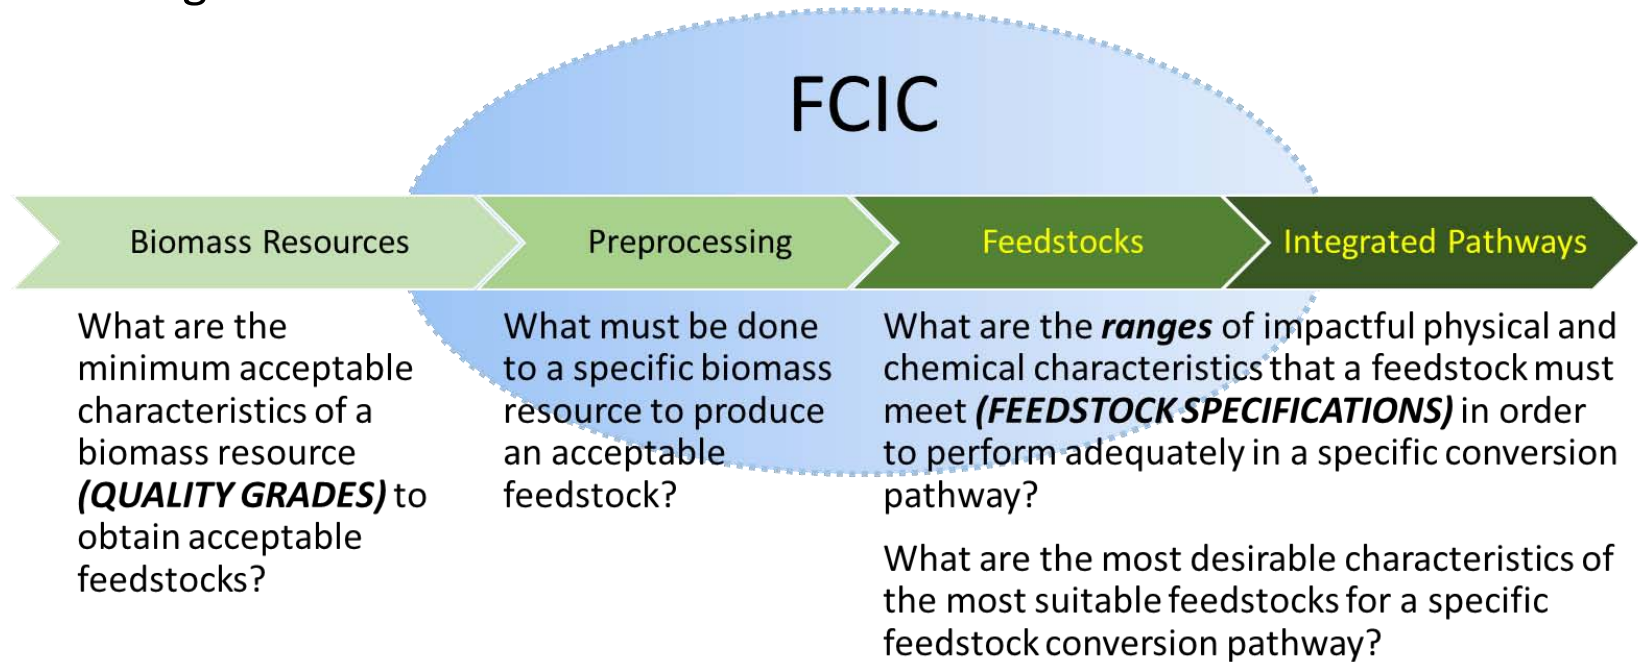 FCIC
Biomass Resources
Preprocessing
Feedstocks
Integrated Pathways
What are the
minimum acceptable
characteristics of a
biomass resource
(QUALITY GRADES) to
obtain acceptable
feedstocks?
What must be done
to a specific biomass
resource to produce
an acceptable
feedstock?
What are the ranges of impactful physical and
chemical characteristics that a feedstock must
meet (FEEDSTOCK SPECIFICATIONS) in order
to perform adequately in a specific conversion
pathway?
What are the most desirable characteristics of
the most suitable feedstocks for a specific
feedstock conversion pathway?